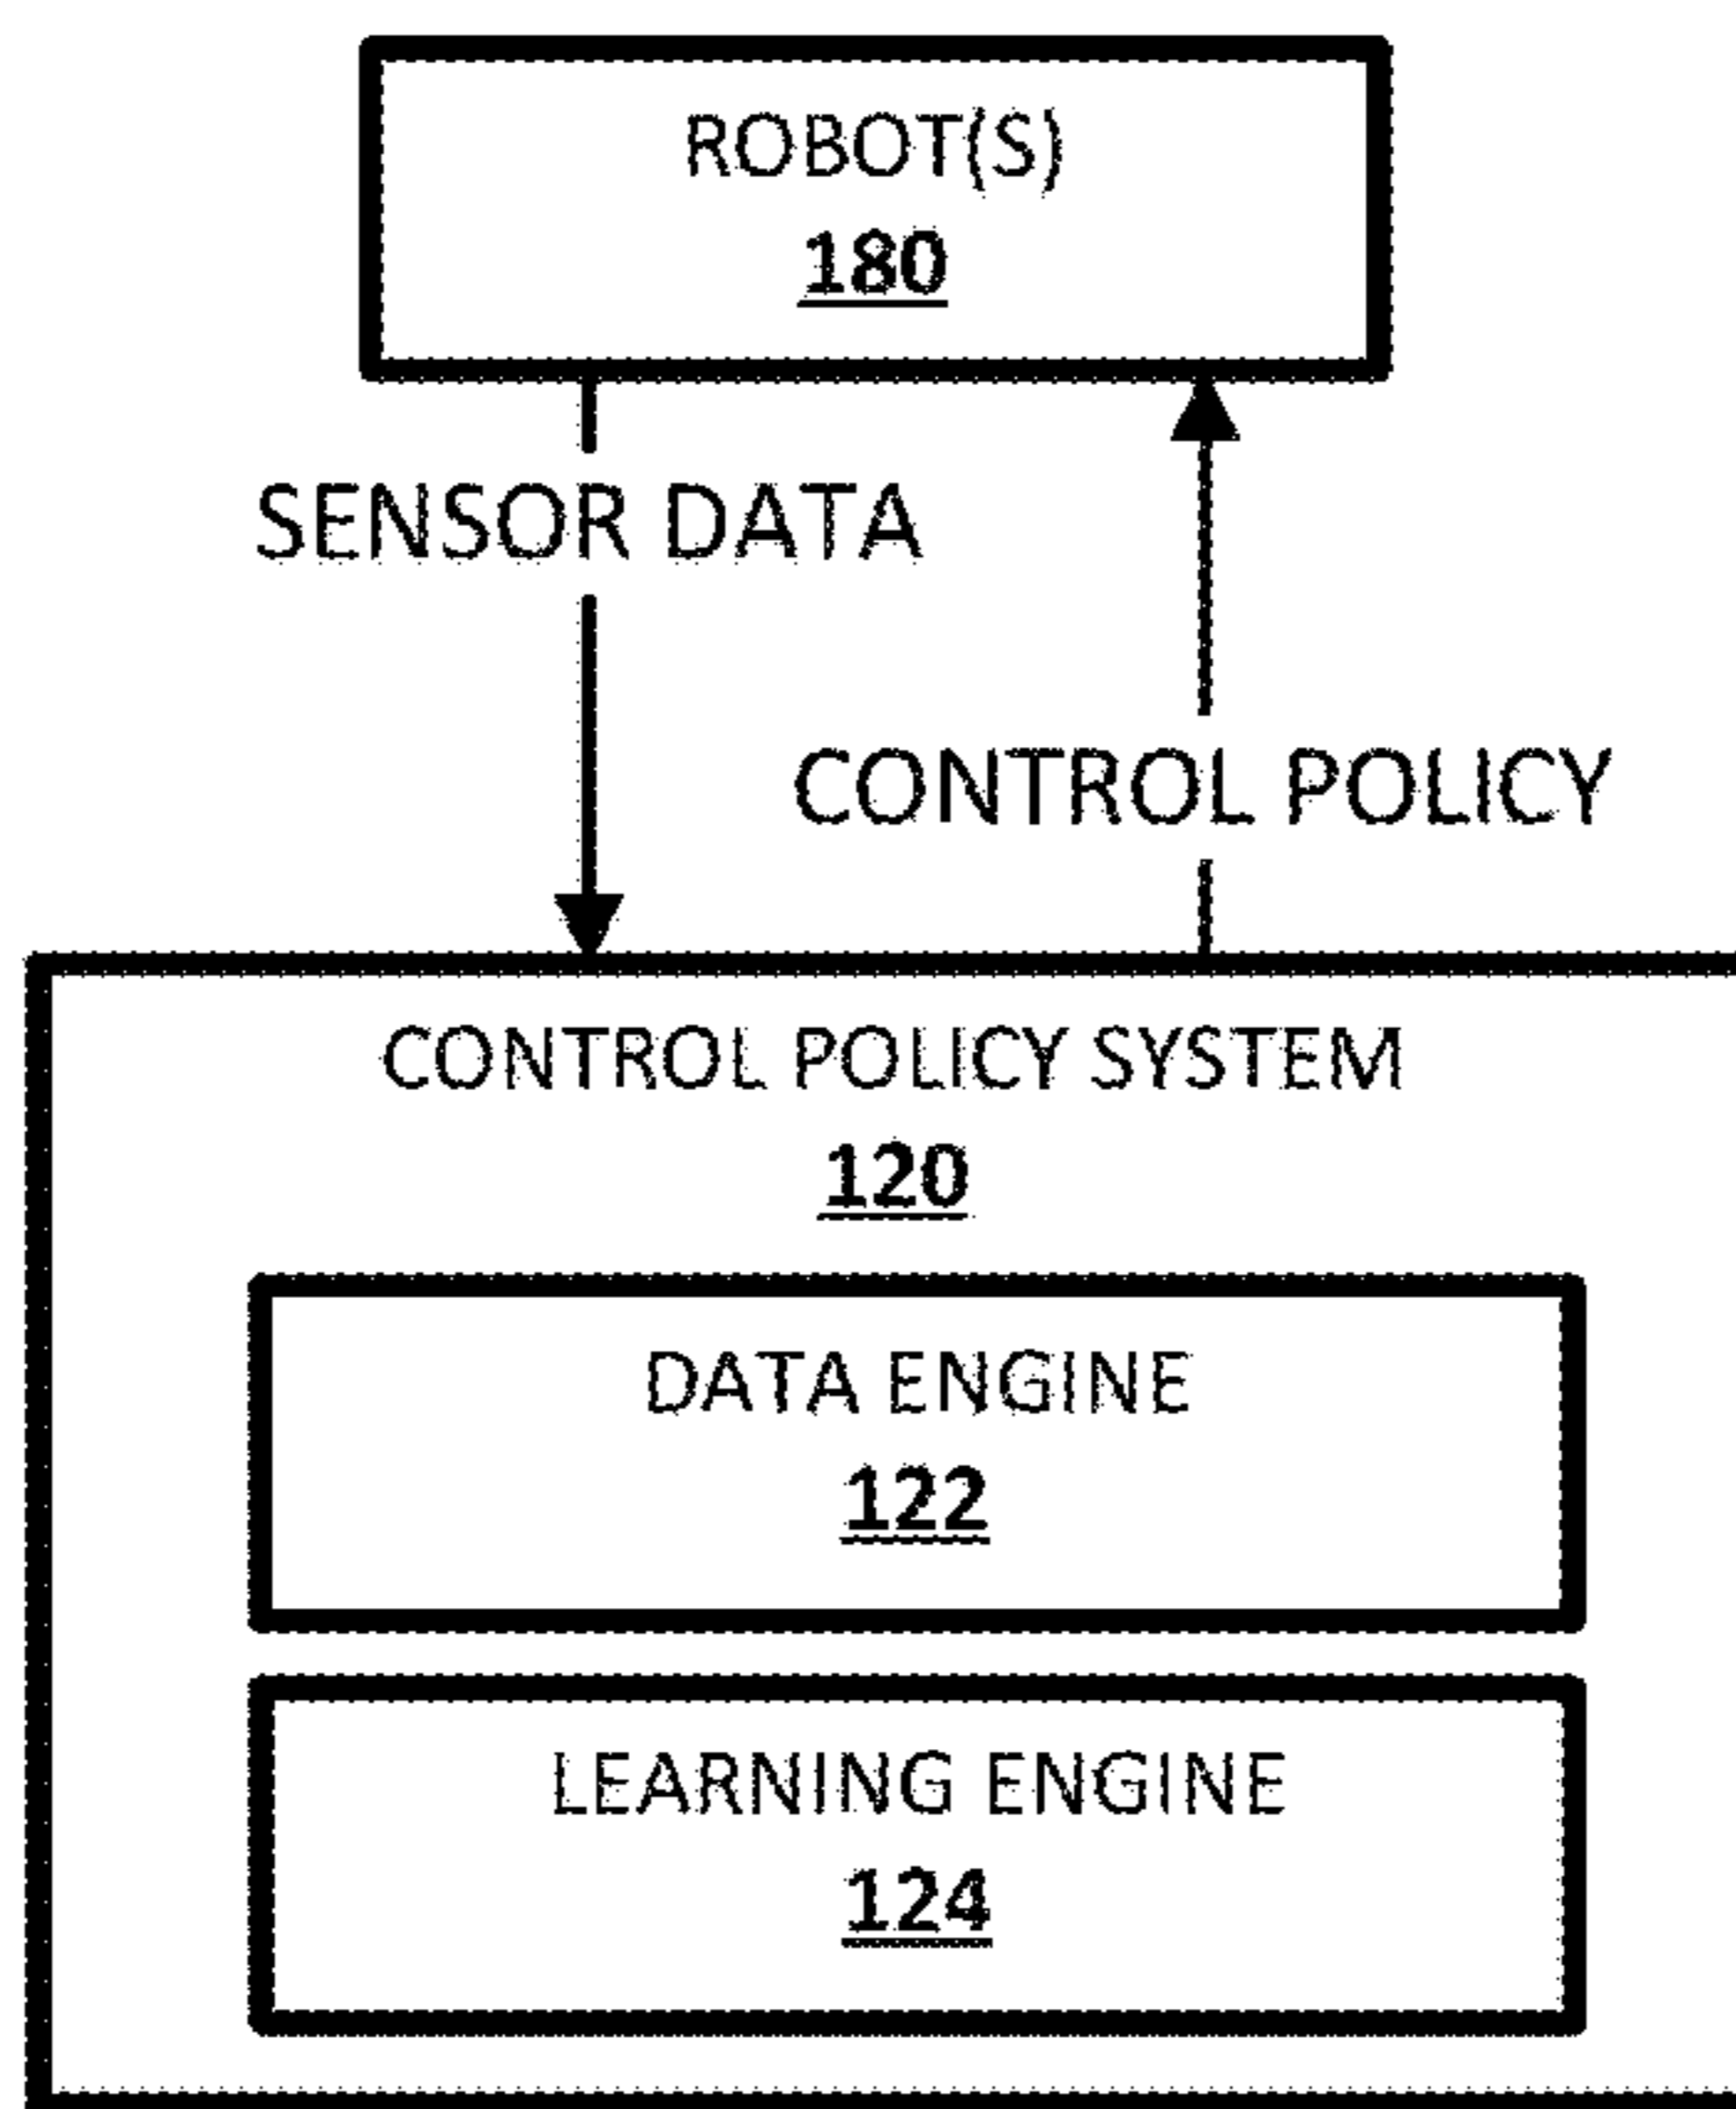 ROBOT(S)
180
SENSOR DATA
CONTROL POLICY
CONTROL POLICY SYSTEM
120
DATA ENGINE
122
LEARNING ENGINE
124